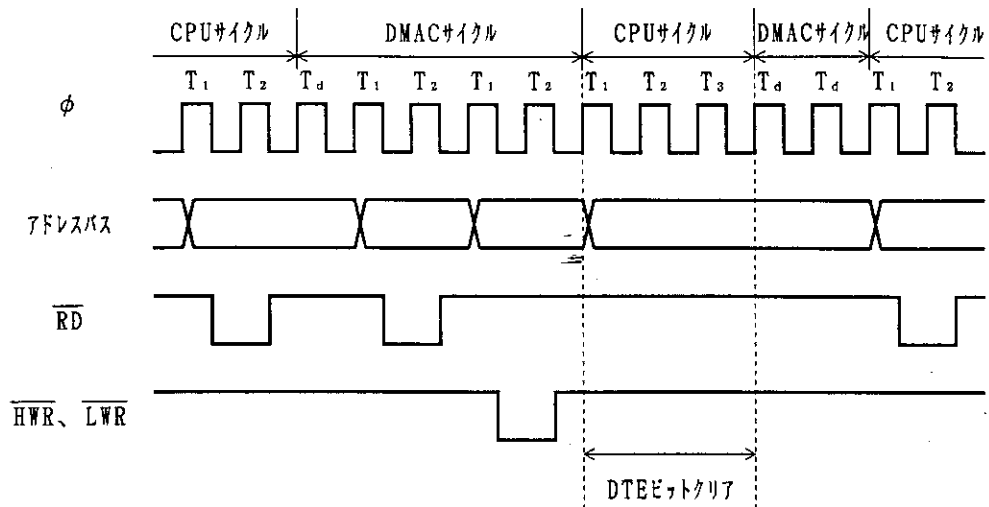 CPUサイクル DMACサイクル CPUサイクル DMACサイクル CPUサイクル
T₁ T₂ T_d T₁ T₂ T₁ T₂ T₁ T₂ T₃ T_d T_d T₁ T₂
φ
アドレスバス
RD
HWR、LWR
DTEビットクリア